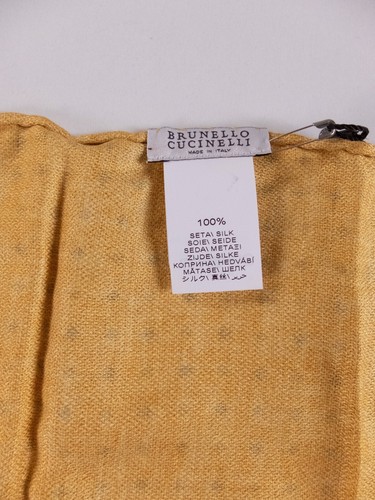 BRUNELLO
CUCINELLI
MADE IN ITALY
100%
SETA\ SILK
SOIE\ SEIDE
SEDA\ ΜΕΤΑΞΙ
ZIJDE\ SILKE
КОПРИНА\ HEDVÁBÍ
MĂTASE\ ШЕЛК
シルク\ 真丝\ حرير